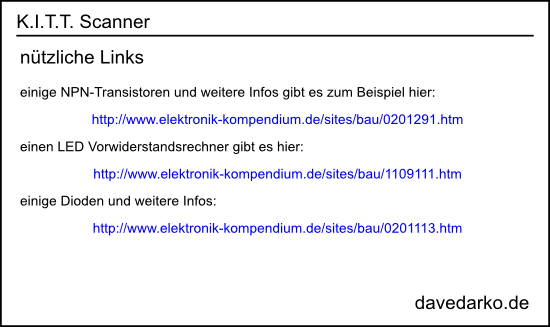 K.I.T.T. Scanner
nützliche Links
einige NPN-Transistoren und weitere Infos gibt es zum Beispiel hier:
http://www.elektronik-kompendium.de/sites/bau/0201291.htm
einen LED Vorwiderstandsrechner gibt es hier:
http://www.elektronik-kompendium.de/sites/bau/1109111.htm
einige Dioden und weitere Infos:
http://www.elektronik-kompendium.de/sites/bau/0201113.htm
davedarko.de